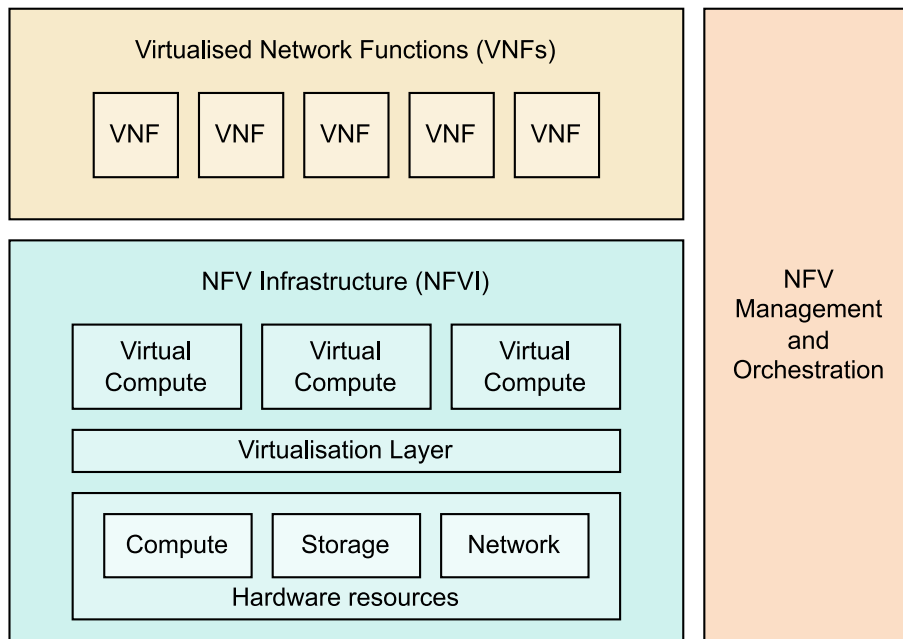 Virtualised Network Functions (VNFs)
VNF
VNF
VNF
VNF
VNF
NFV Infrastructure (NFVI)
Virtual
Compute
Virtual
Compute
Virtual
Compute
Virtualisation Layer
Compute
Storage
Network
Hardware resources
NFV
Management
and
Orchestration